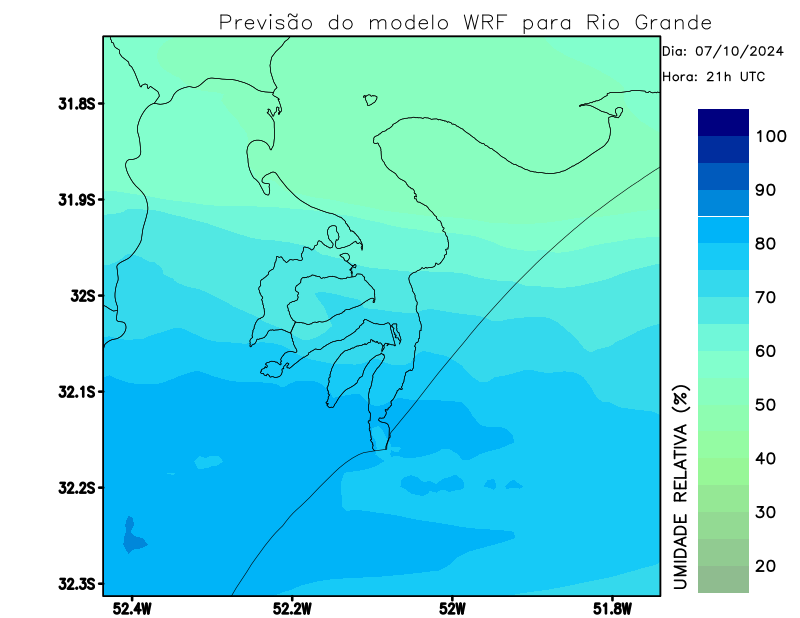 Previsão do modelo WRF para Rio Grande
Dia: 07/10/2024
Hora: 21h UTC
31.8S
31.9S
32S
32.1S
32.2S
32.3S
52.4W
52.2W
52W
51.8W
100
90
80
70
60
50
40
30
20
UMIDADE RELATIVA (%)